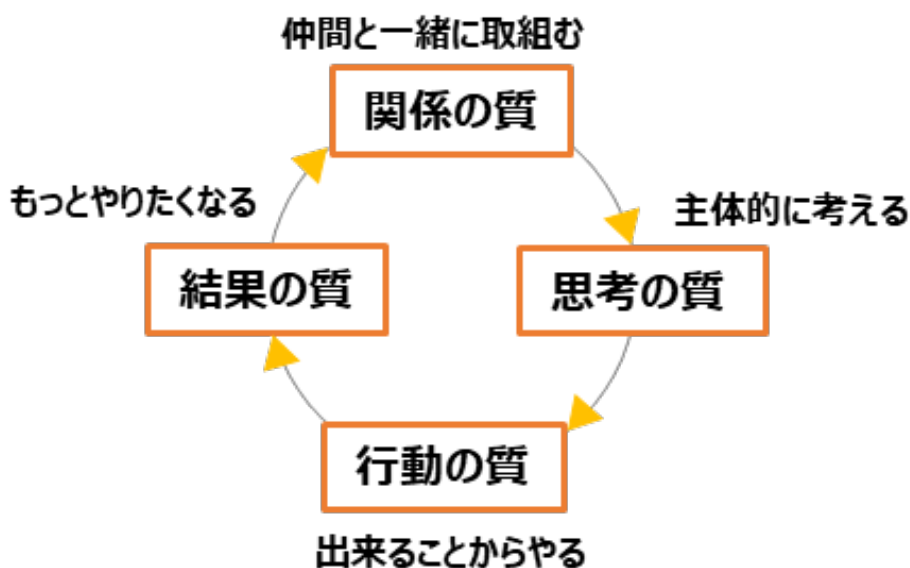 仲間と一緒に取組む
関係の質
もっとやりたくなる
主体的に考える
結果の質
思考の質
行動の質
出来ることからやる